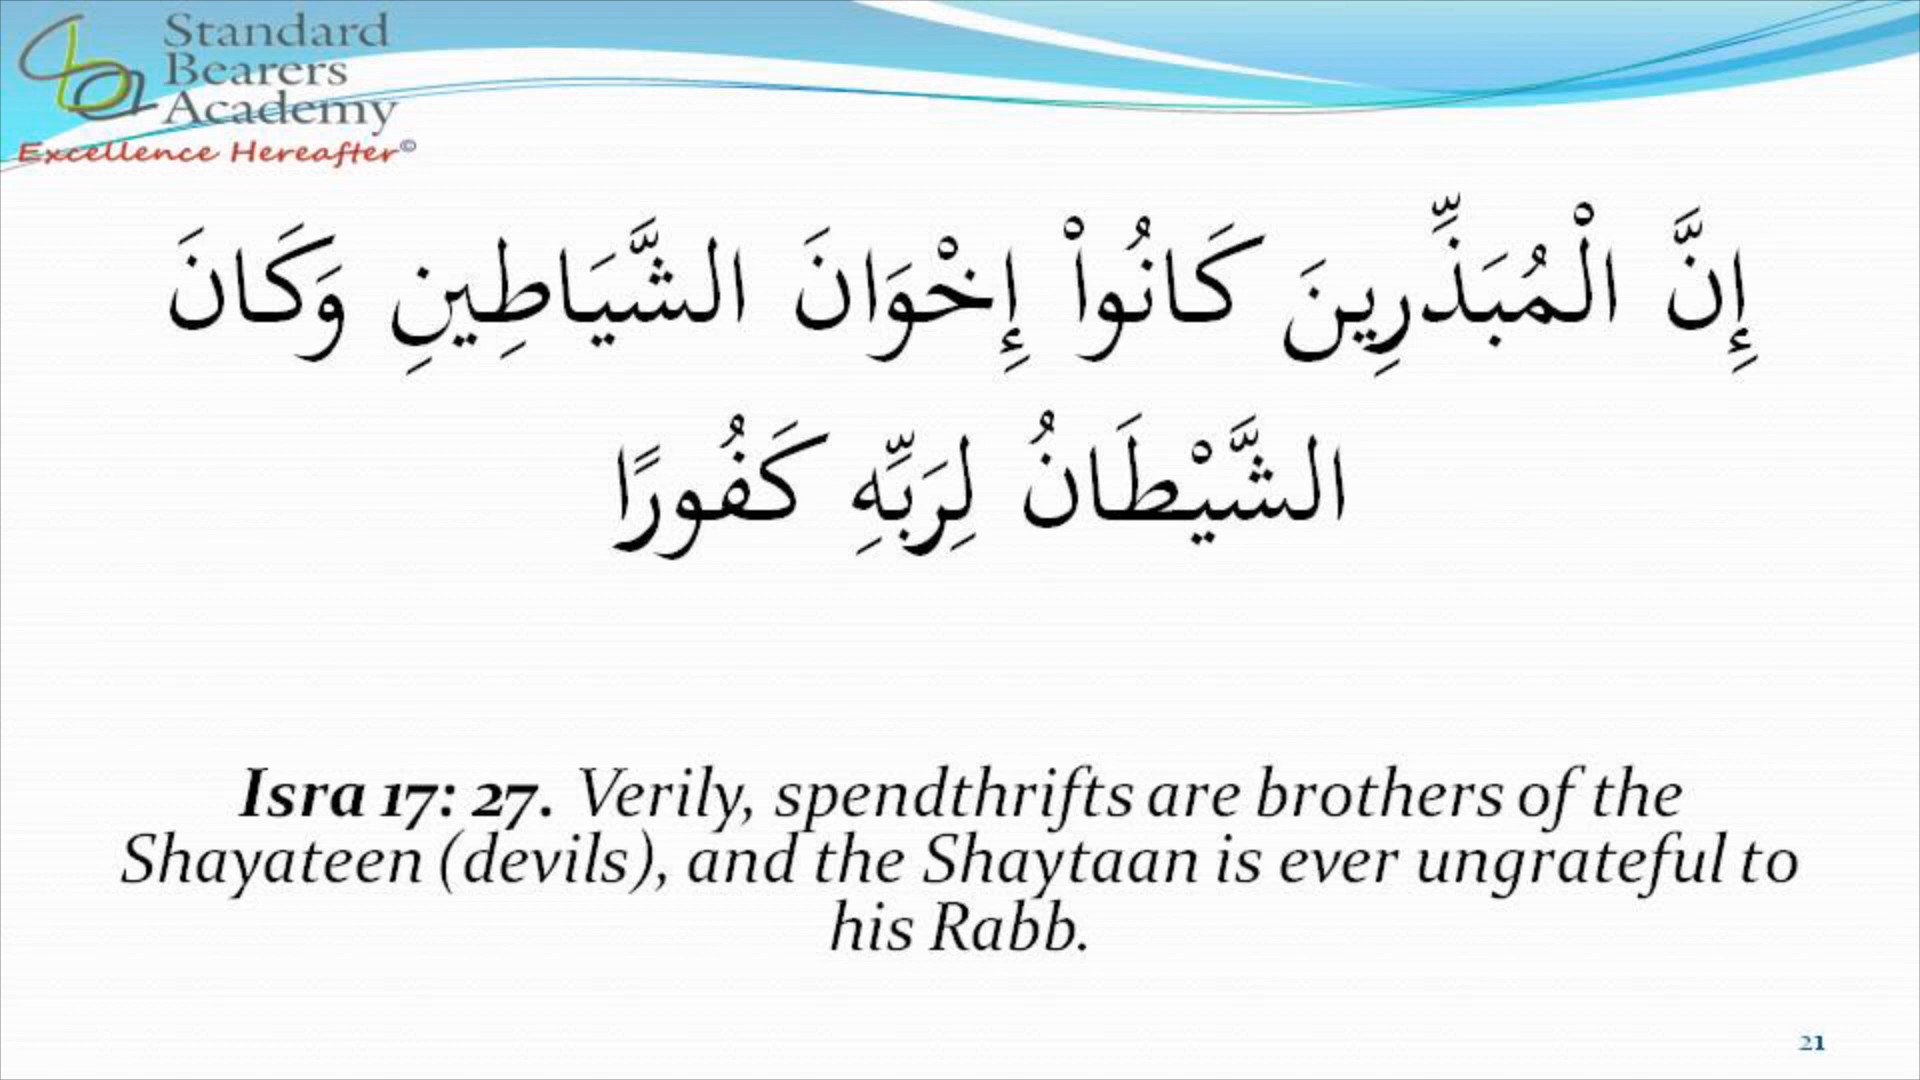 Standard
Bearers
Academy
Excellence Hereafter©
إِنَّ الْمُبَذِّرِينَ كَانُواْ إِخْوَانَ الشَّيَاطِينِ وَكَانَ
الشَّيْطَانُ لِرَبِّهِ كَفُورًا
Isra 17: 27. Verily, spendthrifts are brothers of the
Shayateen (devils), and the Shaytaan is ever ungrateful to
his Rabb.
21